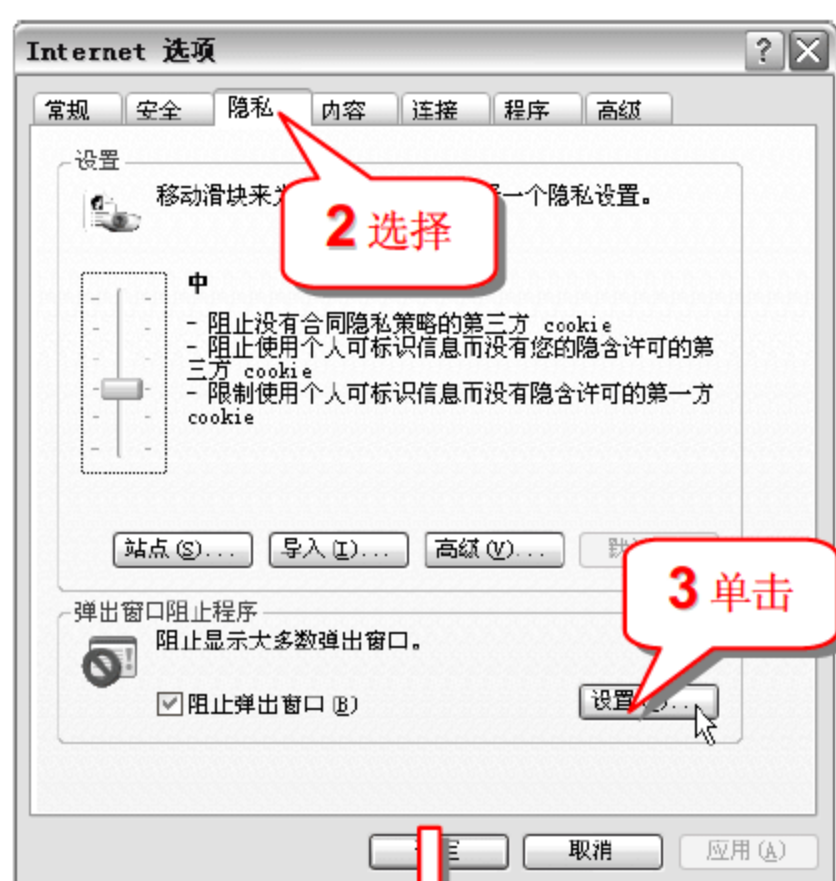 Internet 选项
常规 安全 隐私 内容 连接 程序 高级
设置
移动滑块来为 一个隐私设置。
2 选择
中
- 阻止没有合同隐私策略的第三方 cookie
- 阻止使用个人可标识信息而没有您的隐含许可的第
三方 cookie
- 限制使用个人可标识信息而没有隐含许可的第一方
cookie
站点(S)... 导入(I)... 高级(V)...
3 单击
弹出窗口阻止程序
阻止显示大多数弹出窗口。
阻止弹出窗口(B) 设置
取消 应用(A)